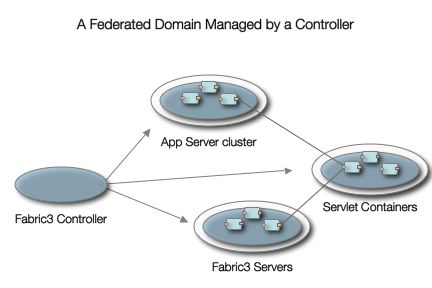 A Federated Domain Managed by a Controller
App Server cluster
Servlet Containers
Fabric3 Controller
Fabric3 Servers